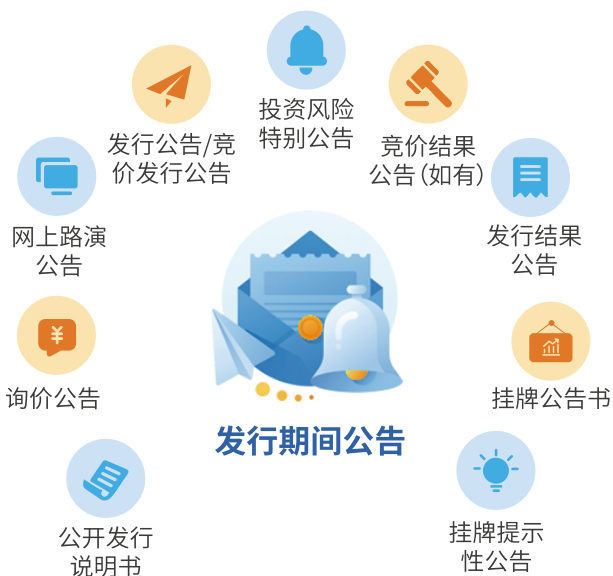 投资风险
特别公告
发行公告/竞
价发行公告
竞价结果
公告（如有）
网上路演
公告
发行结果
公告
询价公告
挂牌公告书
发行期间公告
公开发行
说明书
挂牌提示
性公告